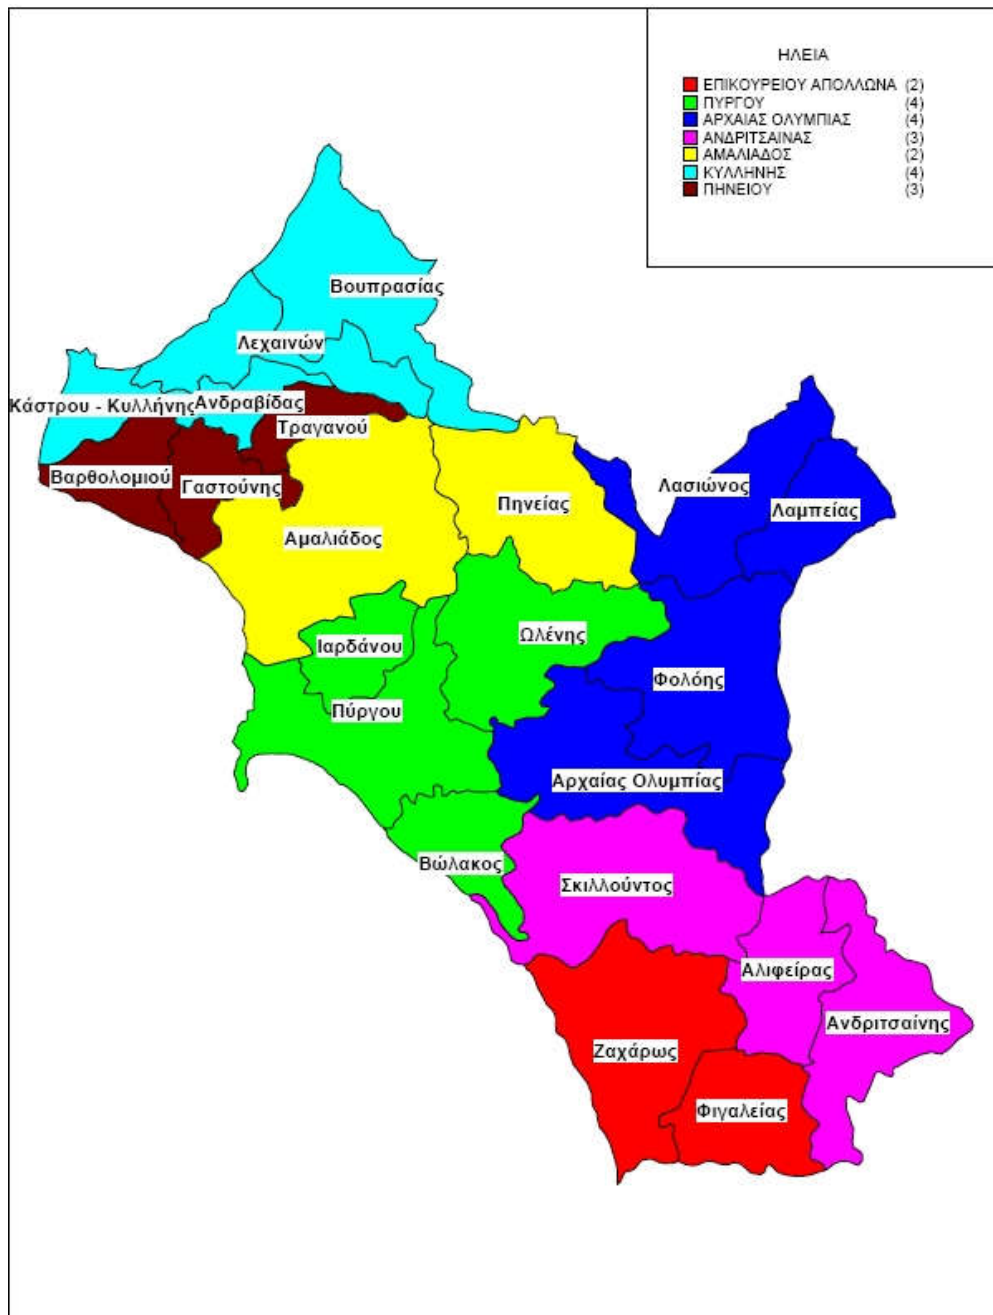 ΗΛΕΙΑ
ΕΠΙΚΟΥΡΕΙΟΥ ΑΠΟΛΛΩΝΑ (2)
ΠΥΡΓΟΥ (4)
ΑΡΧΑΙΑΣ ΟΛΥΜΠΙΑΣ (4)
ΑΝΔΡΙΤΣΑΙΝΑΣ (3)
ΑΜΑΛΙΑΔΟΣ (2)
ΚΥΛΛΗΝΗΣ (4)
ΠΗΝΕΙΟΥ (3)
Βουπρασίας
Λεχαινών
Κάστρου - Κυλλήνης
Ανδραβίδας
Τραγανού
Βαρθολομιού
Γαστούνης
Πηνείας
Λασιώνος
Λαμπείας
Αμαλιάδος
Ιαρδάνου
Ωλένης
Φολόης
Πύργου
Αρχαίας Ολυμπίας
Βώλακος
Σκιλλούντος
Αλιφείρας
Ανδριτσαίνης
Ζαχάρως
Φιγαλείας